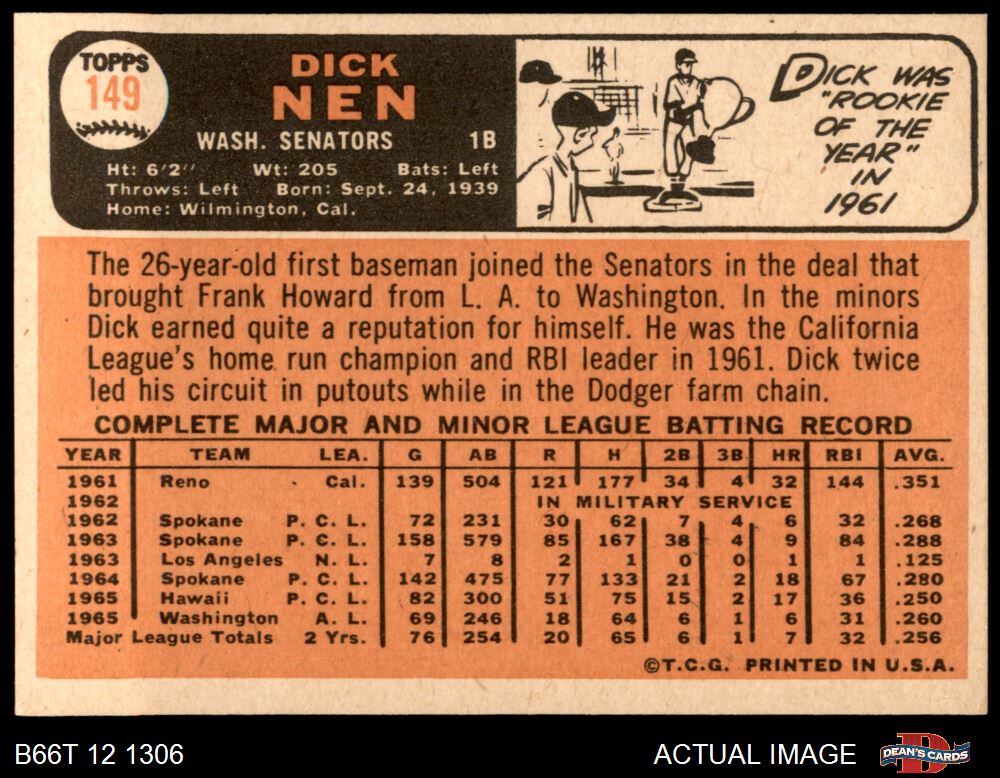 TOPPS
149
DICK
NEN
WASH. SENATORS 1B
Ht: 6'2" Wt: 205 Bats: Left
Throws: Left Born: Sept. 24, 1939
Home: Wilmington, Cal.
DICK WAS
"ROOKIE
OF THE
YEAR"
IN
1961
The 26-year-old first baseman joined the Senators in the deal that
brought Frank Howard from L. A. to Washington. In the minors
Dick earned quite a reputation for himself. He was the California
League's home run champion and RBI leader in 1961. Dick twice
led his circuit in putouts while in the Dodger farm chain.
COMPLETE MAJOR AND MINOR LEAGUE BATTING RECORD
YEAR TEAM LEA. G AB R H 2B 3B HR RBI AVG.
1961 Reno Cal. 139 504 121 177 34 4 32 144 .351
1962 IN MILITARY SERVICE
1962 Spokane P. C. L. 72 231 30 62 7 4 6 32 .268
1963 Spokane P. C. L. 158 579 85 167 38 4 9 84 .288
1963 Los Angeles N. L. 7 8 2 1 0 0 1 1 .125
1964 Spokane P. C. L. 142 475 77 133 21 2 18 67 .280
1965 Hawaii P. C. L. 82 300 51 75 15 2 17 36 .250
1965 Washington A. L. 69 246 18 64 6 1 6 31 .260
Major League Totals 2 Yrs. 76 254 20 65 6 1 7 32 .256
©T.C.G. PRINTED IN U.S.A.
B66T 12 1306
ACTUAL IMAGE
DEAN'S CARDS